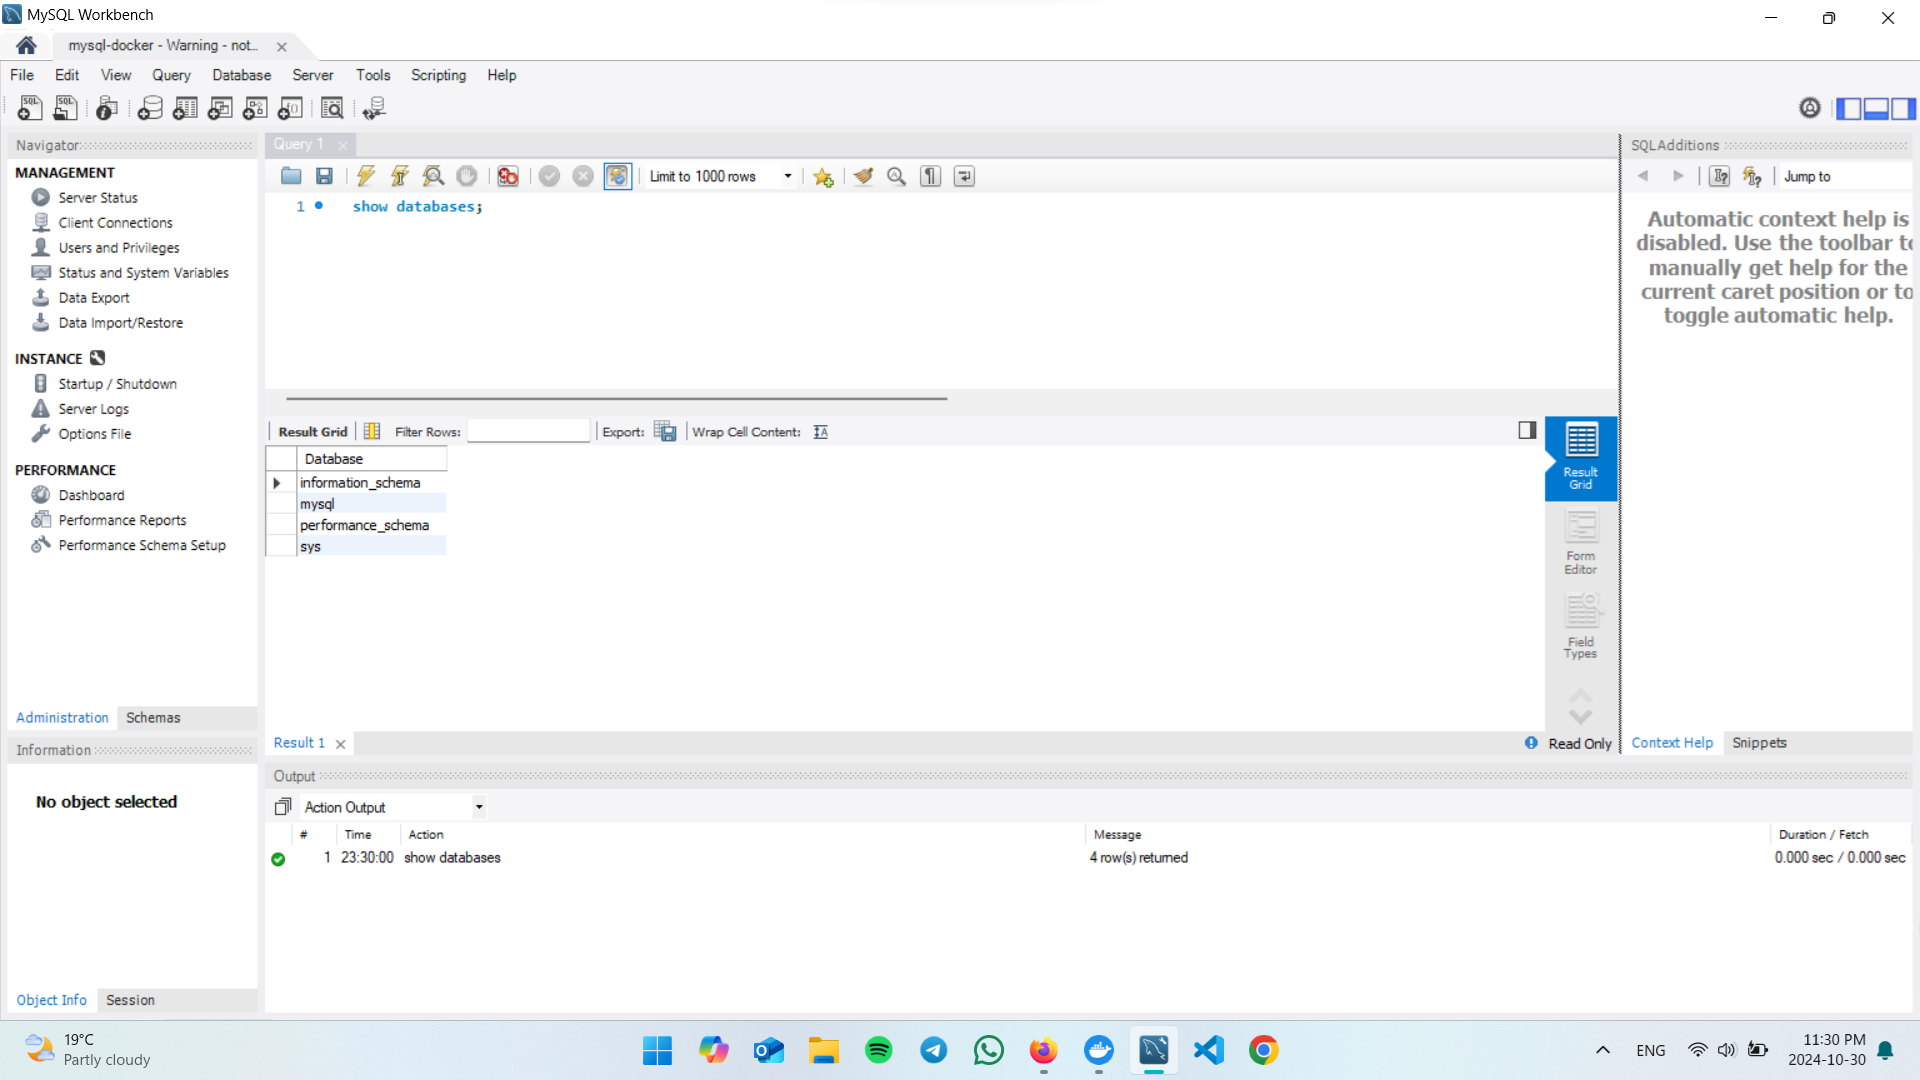 MySQL Workbench
mysql-docker - Warning - not...
File Edit View Query Database Server Tools Scripting Help
Navigator
MANAGEMENT
Server Status
Client Connections
Users and Privileges
Status and System Variables
Data Export
Data Import/Restore
INSTANCE
Startup / Shutdown
Server Logs
Options File
PERFORMANCE
Dashboard
Performance Reports
Performance Schema Setup
Administration Schemas
Information
No object selected
Object Info Session
Query 1
Limit to 1000 rows
1 show databases;
Result Grid Filter Rows: Export: Wrap Cell Content:
Database
information_schema
mysql
performance_schema
sys
Result
Grid
Form
Editor
Field
Types
Result 1
Read Only
SQLAdditions
Jump to
Automatic context help is
disabled. Use the toolbar to
manually get help for the
current caret position or to
toggle automatic help.
Context Help Snippets
Output
Action Output
# Time Action Message Duration / Fetch
1 23:30:00 show databases 4 row(s) returned 0.000 sec / 0.000 sec
19°C
Partly cloudy
ENG
11:30 PM
2024-10-30